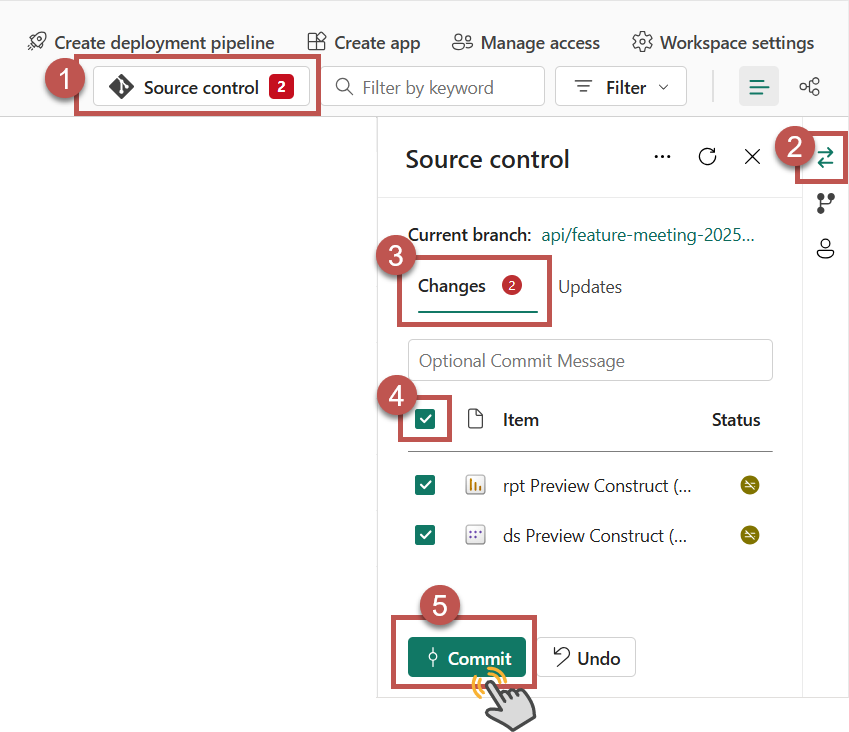 Create deployment pipeline Create app Manage access Workspace settings
1 Source control 2 Filter by keyword Filter
Source control 2
Current branch: api/feature-meeting-2025...
3
Changes 2 Updates
Optional Commit Message
4
Item Status
rpt Preview Construct (...
ds Preview Construct (...
5
Commit Undo